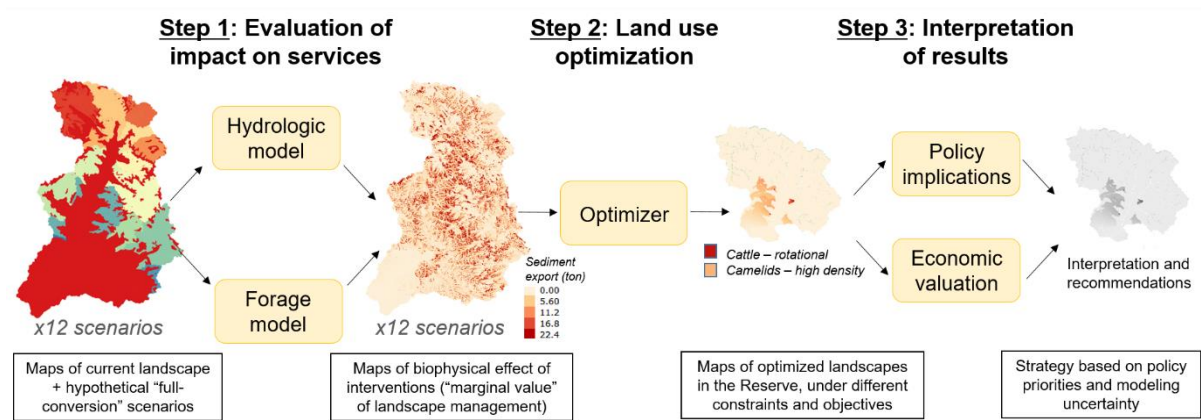 Step 1: Evaluation of
impact on services
Step 2: Land use
optimization
Step 3: Interpretation
of results
Hydrologic
model
Forage
model
x12 scenarios
Sediment
export (ton)
0.00
5.60
11.2
16.8
22.4
x12 scenarios
Optimizer
Cattle – rotational
Camelids – high density
Policy
implications
Economic
valuation
Interpretation and
recommendations
Maps of current landscape
+ hypothetical “full-
conversion” scenarios
Maps of biophysical effect of
interventions (“marginal value”
of landscape management)
Maps of optimized landscapes
in the Reserve, under different
constraints and objectives
Strategy based on policy
priorities and modeling
uncertainty